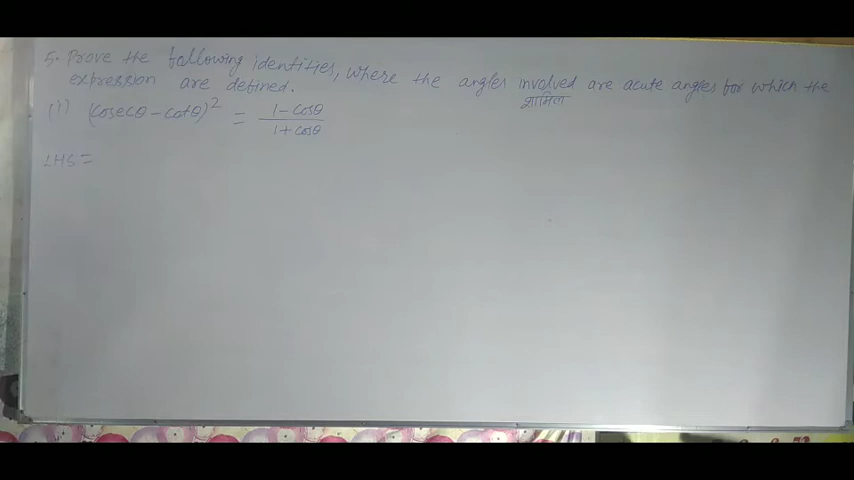 5. Prove the following identities, where the angles involved are acute angles for which the
शामिल
expression are defined.
(i) (cosecθ - cotθ)² = 1-cosθ / 1+cosθ
LHS =